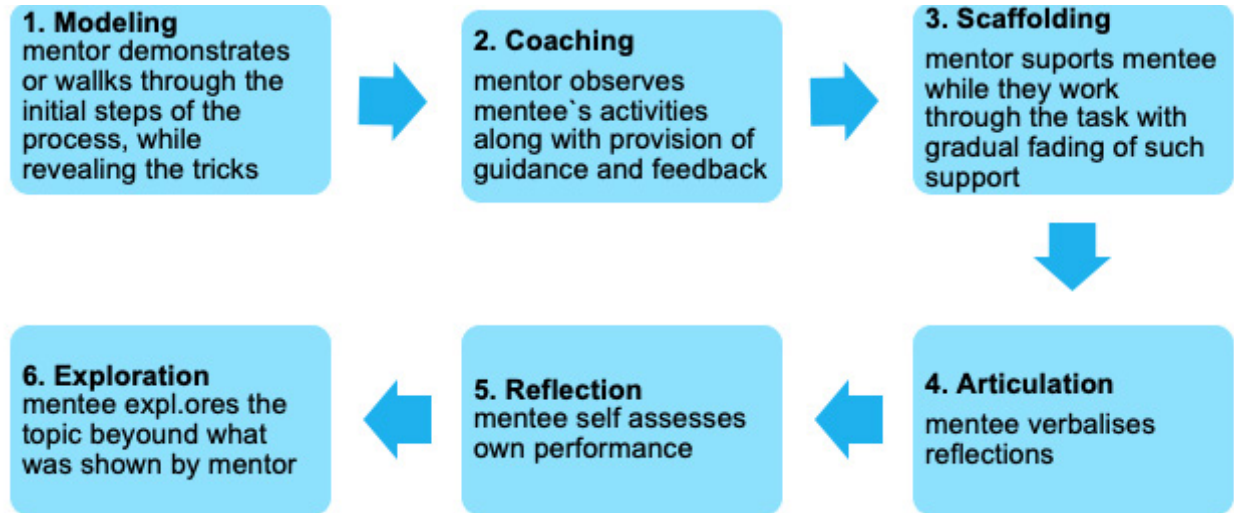 1. Modeling
mentor demonstrates
or wallks through the
initial steps of the
process, while
revealing the tricks
2. Coaching
mentor observes
mentee`s activities
along with provision of
guidance and feedback
3. Scaffolding
mentor suports mentee
while they work
through the task with
gradual fading of such
support
4. Articulation
mentee verbalises
reflections
5. Reflection
mentee self assesses
own performance
6. Exploration
mentee expl.ores the
topic beyound what
was shown by mentor